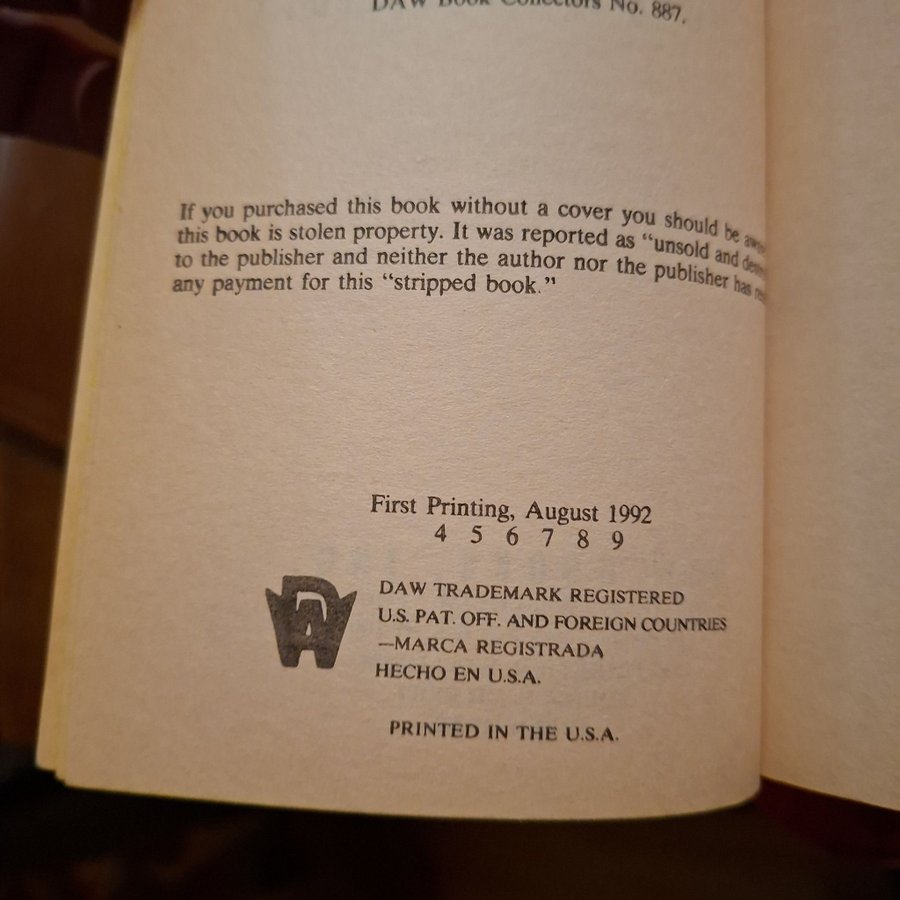 DAW Book Collectors No. 887.
If you purchased this book without a cover you should be
this book is stolen property. It was reported as "unsold and
to the publisher and neither the author nor the publisher has
any payment for this "stripped book."
First Printing, August 1992
4 5 6 7 8 9
DAW
DAW TRADEMARK REGISTERED
U.S. PAT. OFF. AND FOREIGN COUNTRIES
—MARCA REGISTRADA
HECHO EN U.S.A.
PRINTED IN THE U.S.A.